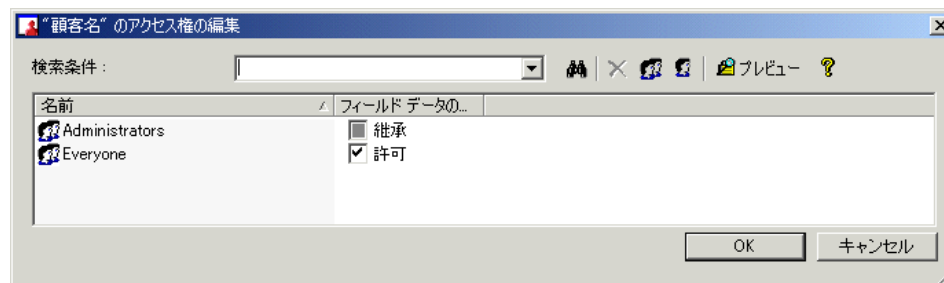 “顧客名” のアクセス権の編集
検索条件：
プレビュー
名前 フィールド データの...
Administrators 継承
Everyone 許可
OK キャンセル